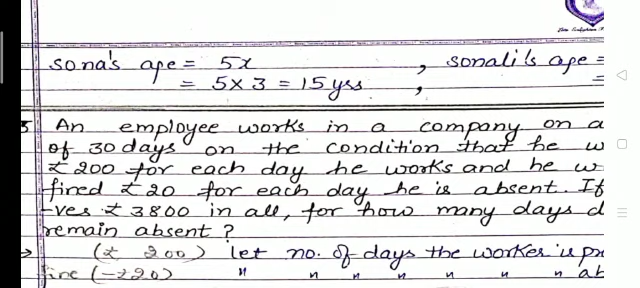 sona's age = 5x , sonali's age =
= 5 x 3 = 15 yrs , =
5 An employee works in a company on a
of 30 days on the condition that he w
₹ 200 for each day he works and he w
fined ₹ 20 for each day he is absent. If
-ves ₹ 3800 in all, for how many days d
remain absent ?
→ (₹ 200) let no. of days the worker is pr
fine (-₹20) " " " " " " " ab